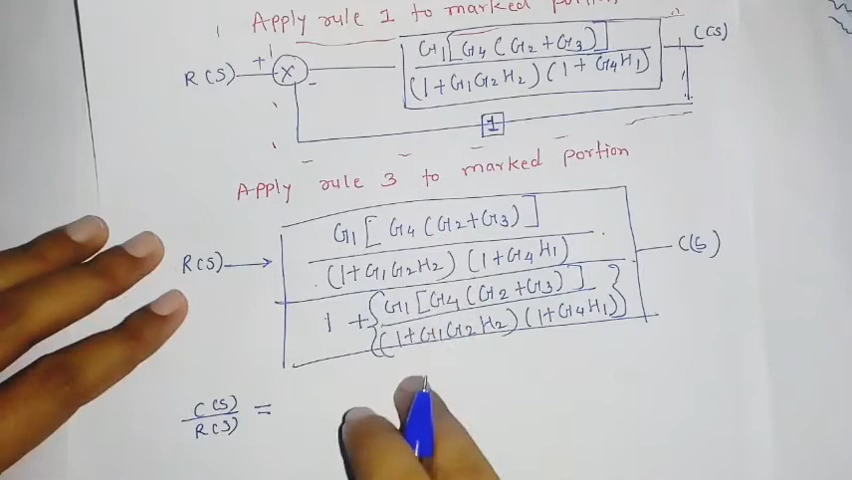 Apply rule 1 to marked portion
R(S) + X - G1[G4(G2+G3)] C(S)
(1+G1G2H2)(1+G4H1)
1
Apply rule 3 to marked portion
G1[G4(G2+G3)]
R(S) (1+G1G2H2)(1+G4H1) C(S)
1+{G1[G4(G2+G3)]
(1+G1G2H2)(1+G4H1)}
C(S)
R(S) =